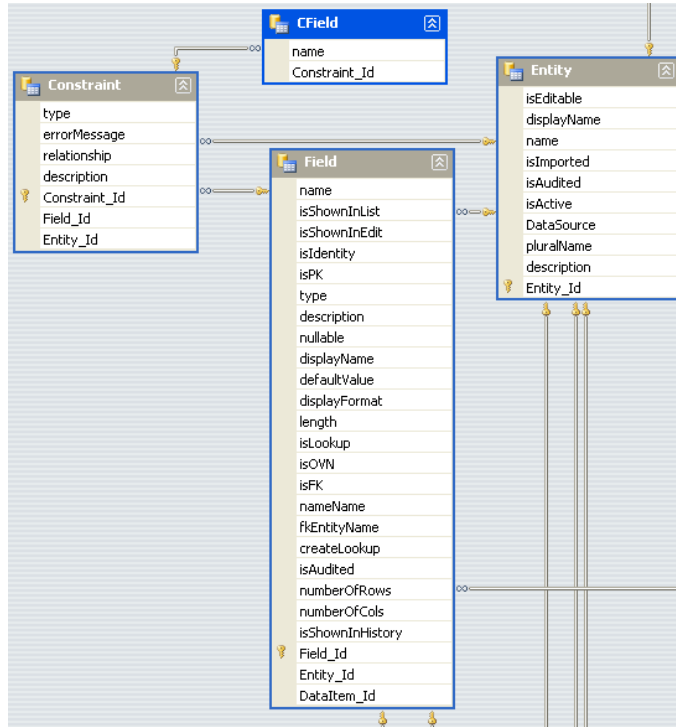 CField
name
Constraint_Id
Constraint
type
errorMessage
relationship
description
Constraint_Id
Field_Id
Entity_Id
Entity
isEditable
displayName
name
isImported
isAudited
isActive
DataSource
pluralName
description
Entity_Id
Field
name
isShownInList
isShownInEdit
isIdentity
isPK
type
description
nullable
displayName
defaultValue
displayFormat
length
isLookup
isOVN
isFK
nameName
fkEntityName
createLookup
isAudited
numberOfRows
numberOfCols
isShownInHistory
Field_Id
Entity_Id
DataItem_Id